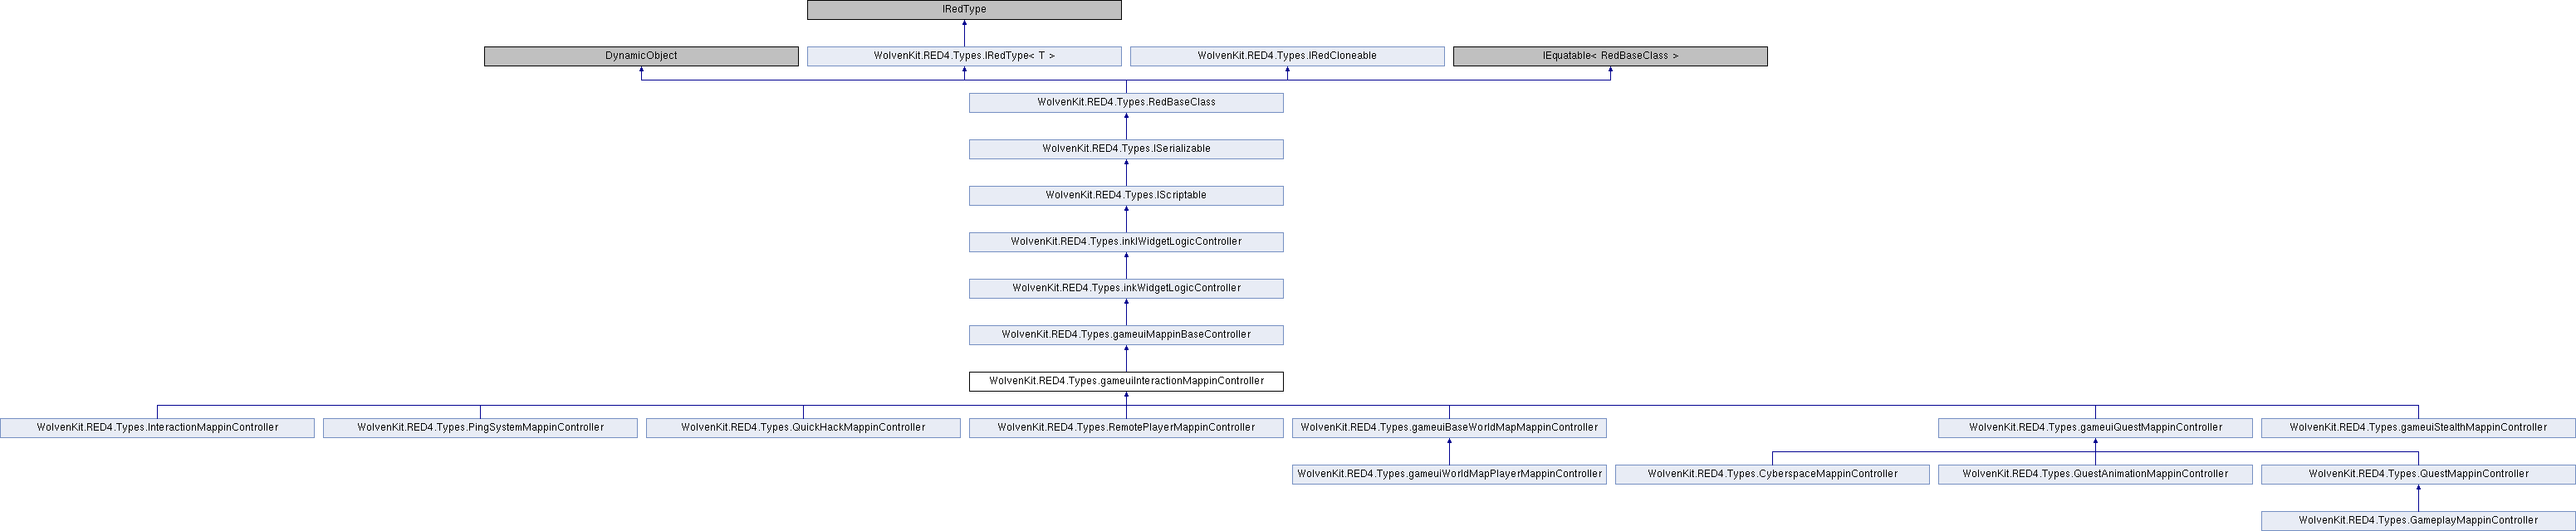 IRedType
DynamicObject
WolvenKit.RED4.Types.IRedType< T >
WolvenKit.RED4.Types.IRedCloneable
IEquatable< RedBaseClass >
WolvenKit.RED4.Types.RedBaseClass
WolvenKit.RED4.Types.ISerializable
WolvenKit.RED4.Types.IScriptable
WolvenKit.RED4.Types.inkIWidgetLogicController
WolvenKit.RED4.Types.inkWidgetLogicController
WolvenKit.RED4.Types.gameuiMappinBaseController
WolvenKit.RED4.Types.gameuiInteractionMappinController
WolvenKit.RED4.Types.InteractionMappinController
WolvenKit.RED4.Types.PingSystemMappinController
WolvenKit.RED4.Types.QuickHackMappinController
WolvenKit.RED4.Types.RemotePlayerMappinController
WolvenKit.RED4.Types.gameuiBaseWorldMapMappinController
WolvenKit.RED4.Types.gameuiQuestMappinController
WolvenKit.RED4.Types.gameuiStealthMappinController
WolvenKit.RED4.Types.gameuiWorldMapPlayerMappinController
WolvenKit.RED4.Types.CyberspaceMappinController
WolvenKit.RED4.Types.QuestAnimationMappinController
WolvenKit.RED4.Types.QuestMappinController
WolvenKit.RED4.Types.GameplayMappinController